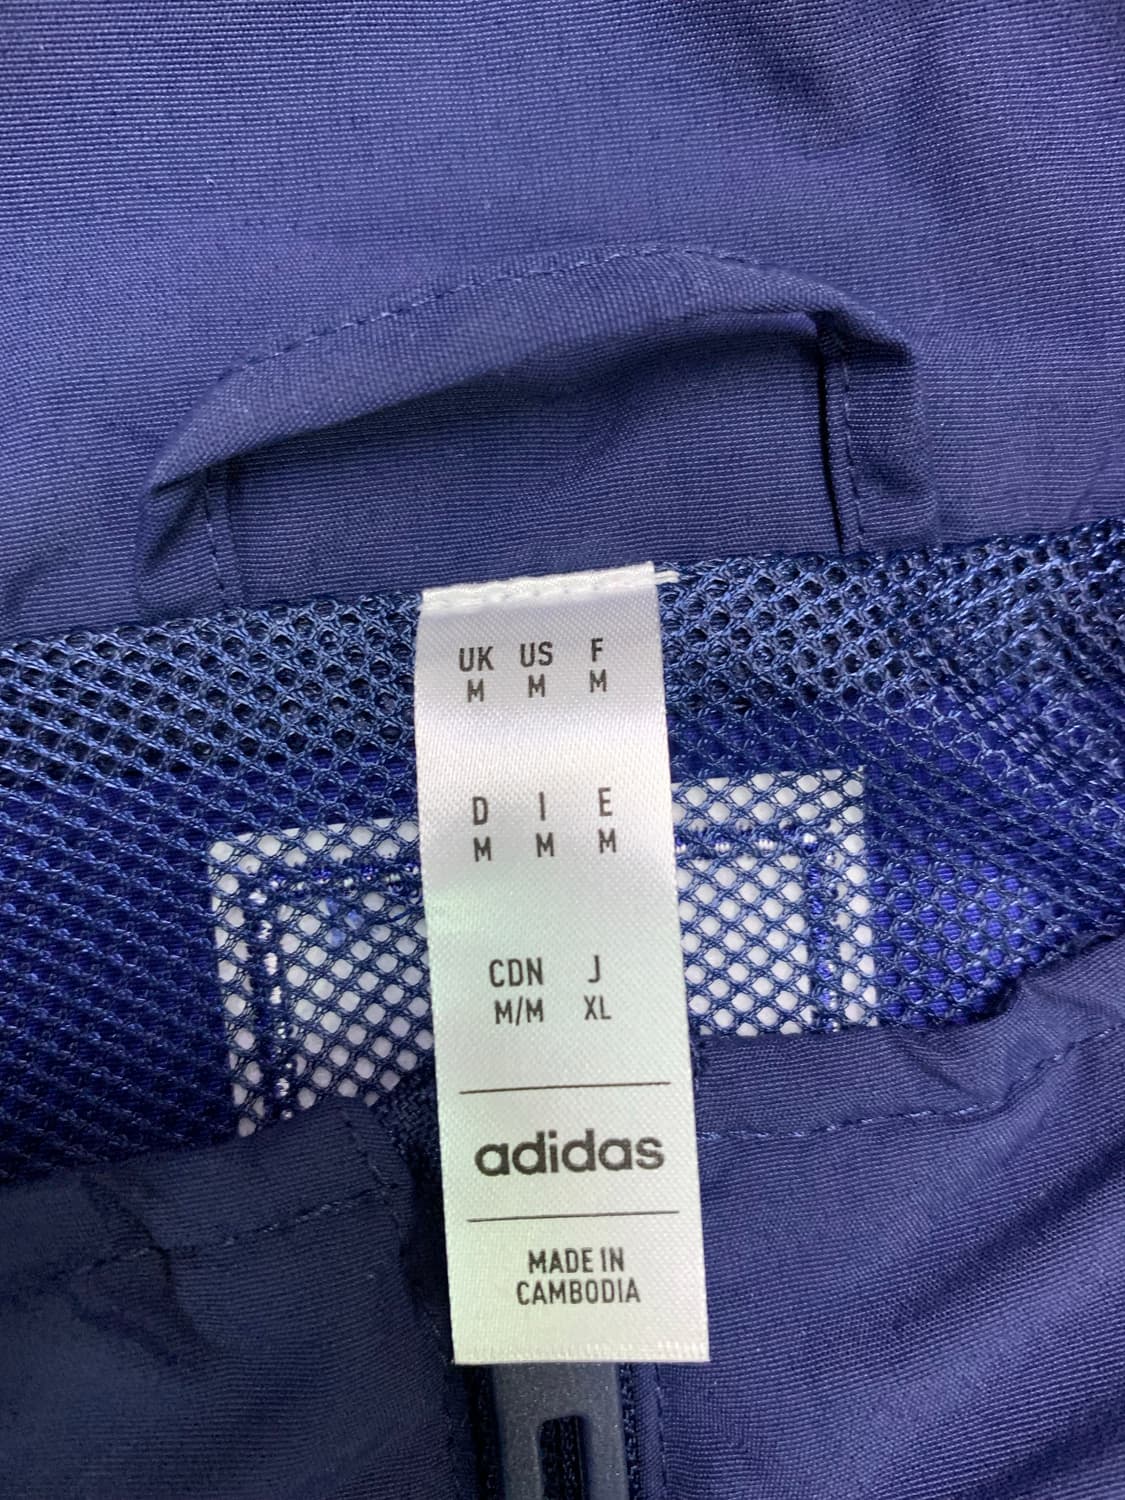 UK US F
M M M
D I E
M M M
CDN J
M/M XL
adidas
MADE IN
CAMBODIA